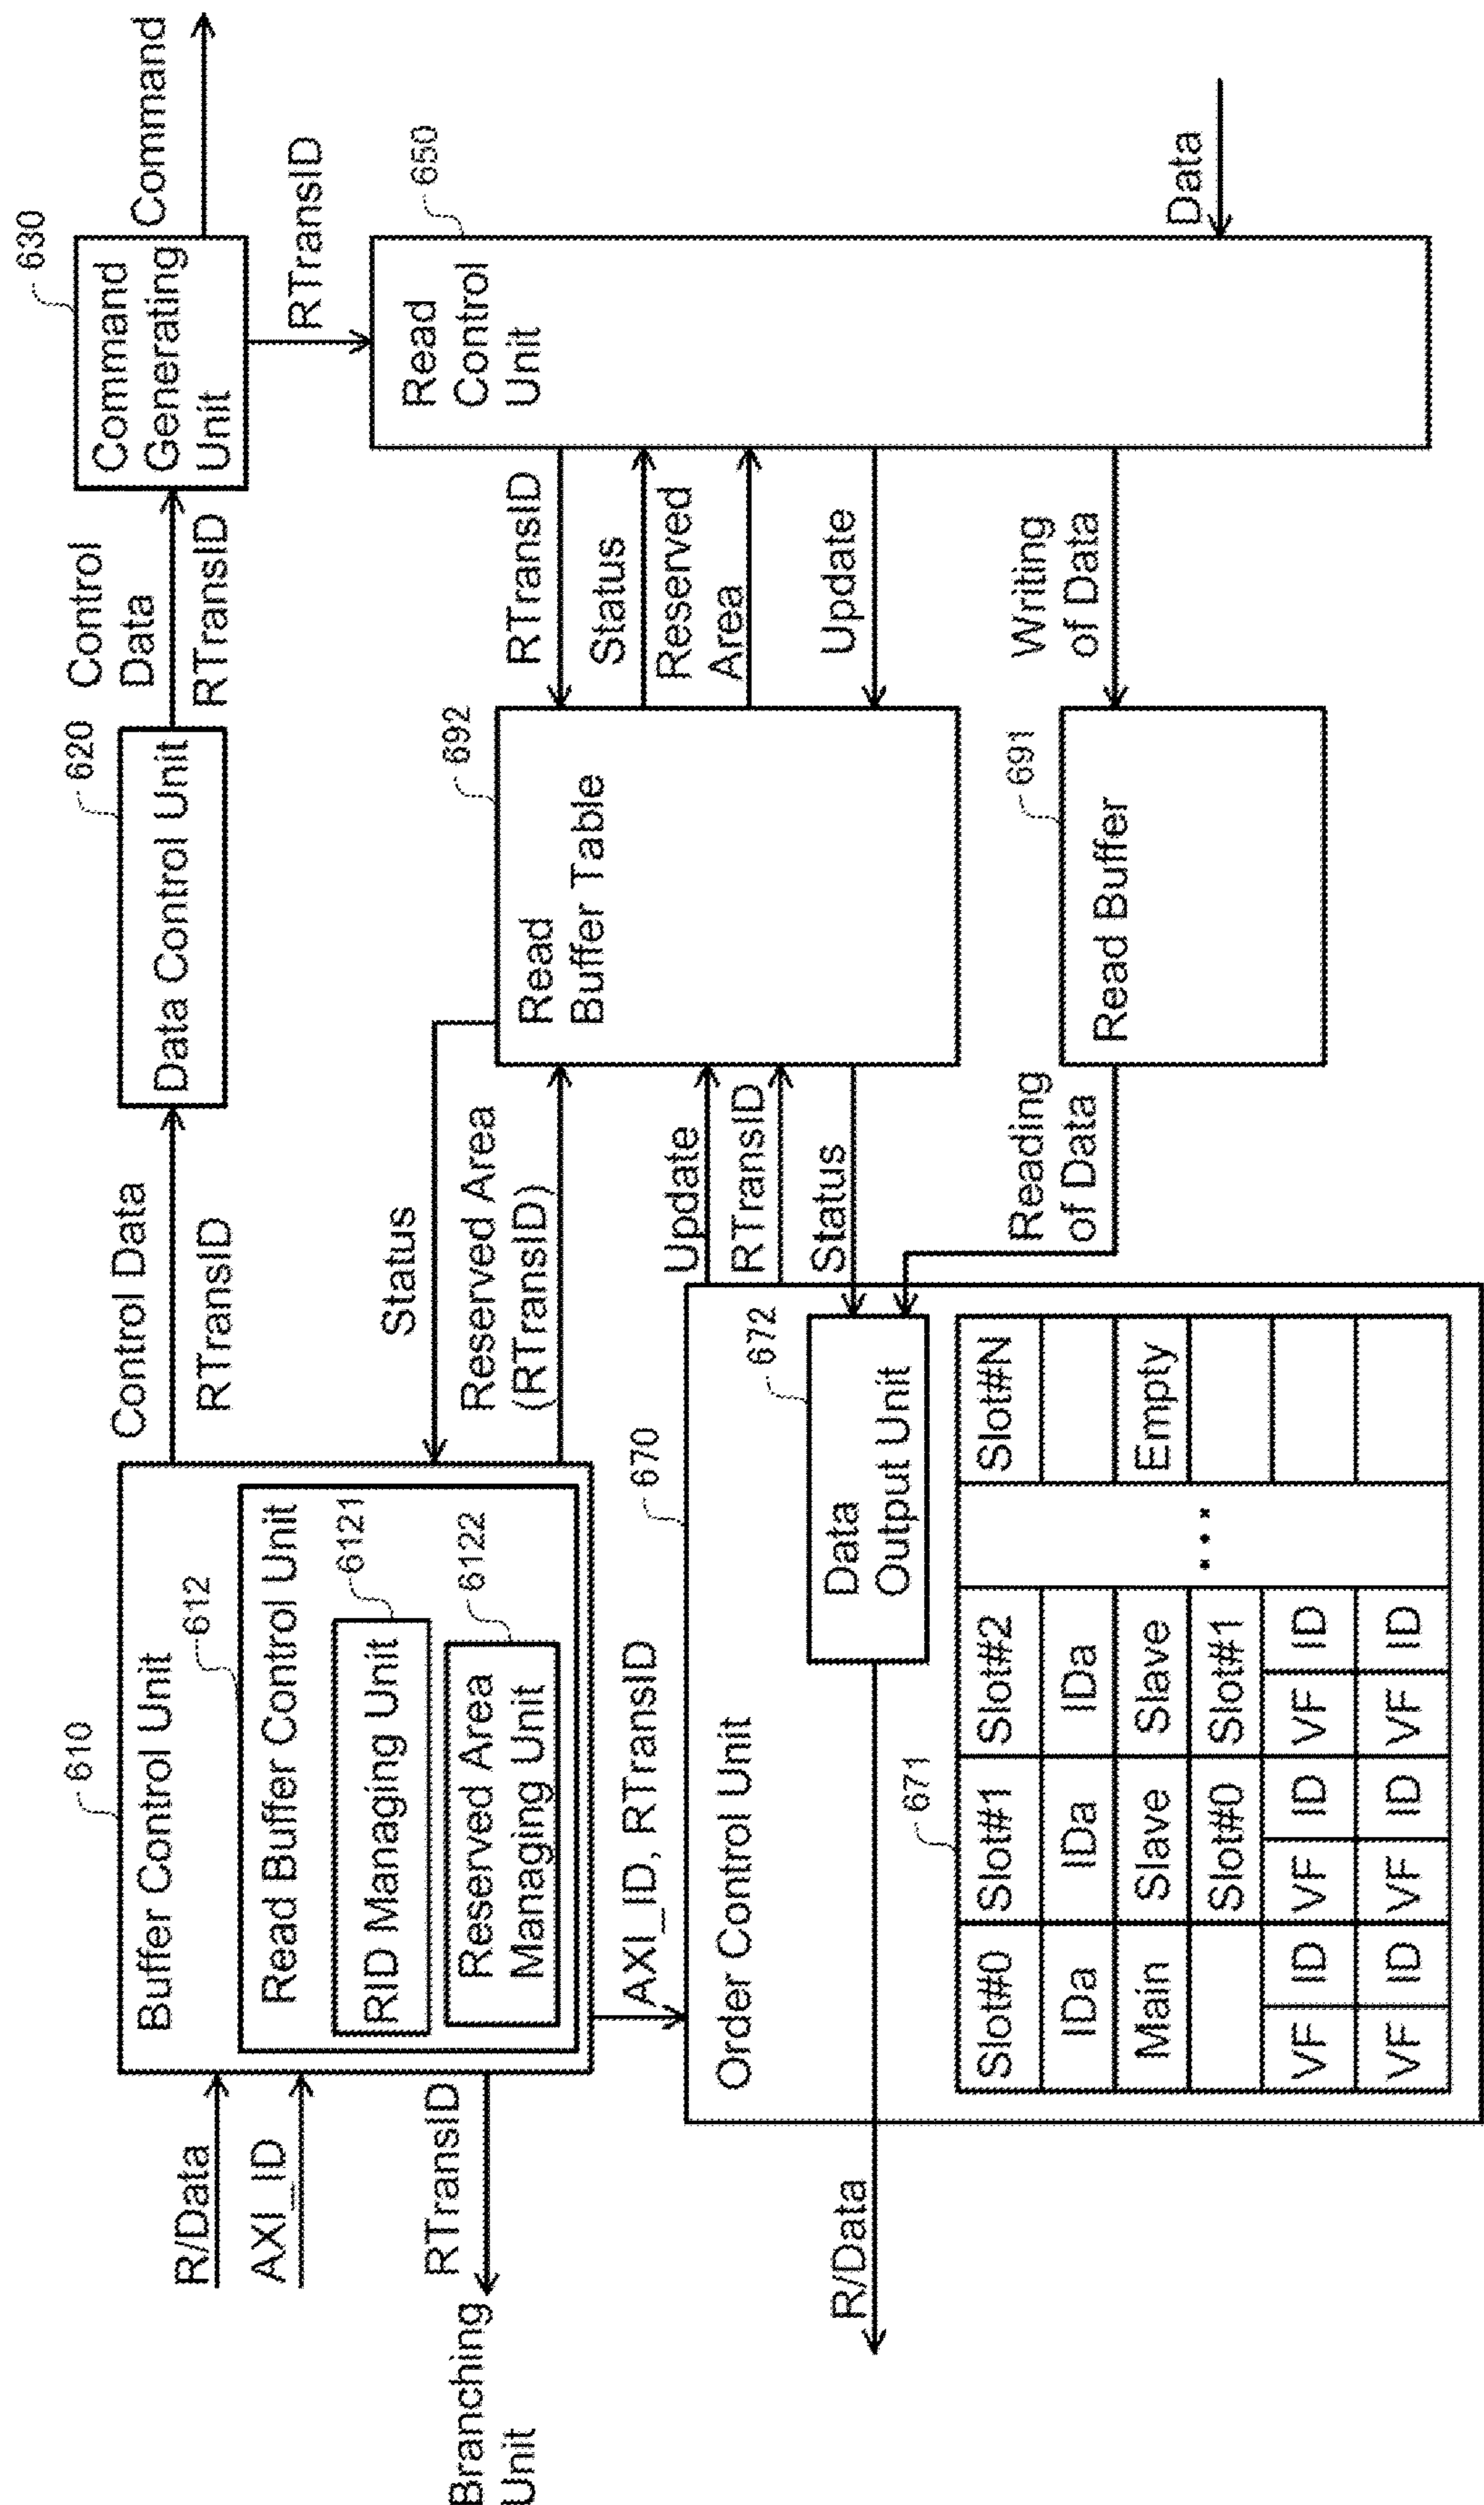 R/Data
AXI_ID
RTransID
Branching
Unit
610
Buffer Control Unit
612
Read Buffer Control Unit
6121
RID Managing Unit
6122
Reserved Area
Managing Unit
Control Data
RTransID
620
Data Control Unit
Control
Data
RTransID
630
Command
Generating
Unit
Command
RTransID
Status
Reserved Area
(RTransID)
692
Read
Buffer Table
RTransID
Status
Reserved
Area
Update
650
Read
Control
Unit
Data
AXI_ID, RTransID
670
Order Control Unit
Update
RTransID
Status
672
Data
Output Unit
R/Data
Reading
of Data
691
Read Buffer
Writing
of Data
671
Slot#0 Slot#1 Slot#2 ... Slot#N
IDa IDa IDa
Main Slave Slave Empty
Slot#0 Slot#1
VF ID VF ID VF ID
VF ID VF ID VF ID